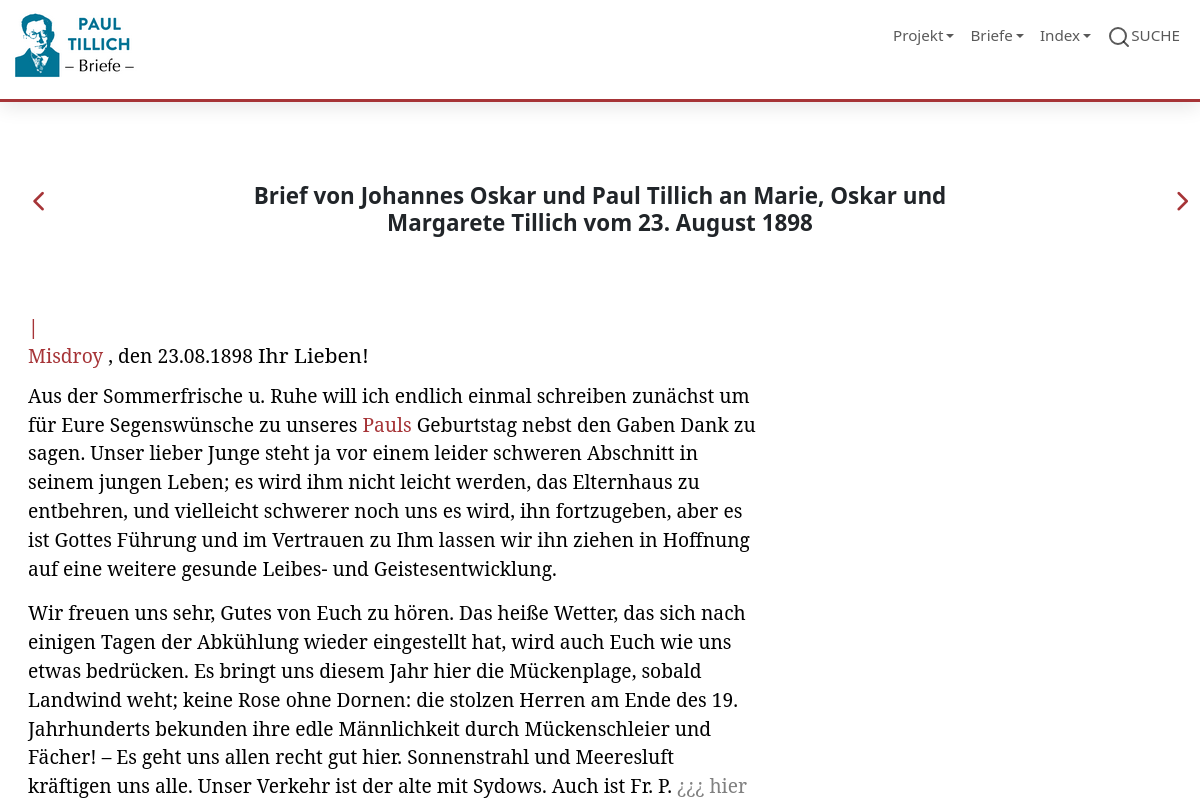 PAUL
TILLICH
– Briefe –
Projekt Briefe Index SUCHE
Brief von Johannes Oskar und Paul Tillich an Marie, Oskar und
Margarete Tillich vom 23. August 1898
|
Misdroy , den 23.08.1898 Ihr Lieben!
Aus der Sommerfrische u. Ruhe will ich endlich einmal schreiben zunächst um
für Eure Segenswünsche zu unseres Pauls Geburtstag nebst den Gaben Dank zu
sagen. Unser lieber Junge steht ja vor einem leider schweren Abschnitt in
seinem jungen Leben; es wird ihm nicht leicht werden, das Elternhaus zu
entbehren, und vielleicht schwerer noch uns es wird, ihn fortzugeben, aber es
ist Gottes Führung und im Vertrauen zu Ihm lassen wir ihn ziehen in Hoffnung
auf eine weitere gesunde Leibes- und Geistesentwicklung.
Wir freuen uns sehr, Gutes von Euch zu hören. Das heiße Wetter, das sich nach
einigen Tagen der Abkühlung wieder eingestellt hat, wird auch Euch wie uns
etwas bedrücken. Es bringt uns diesem Jahr hier die Mückenplage, sobald
Landwind weht; keine Rose ohne Dornen: die stolzen Herren am Ende des 19.
Jahrhunderts bekunden ihre edle Männlichkeit durch Mückenschleier und
Fächer! – Es geht uns allen recht gut hier. Sonnenstrahl und Meeresluft
kräftigen uns alle. Unser Verkehr ist der alte mit Sydows. Auch ist Fr. P. ¿¿¿ hier